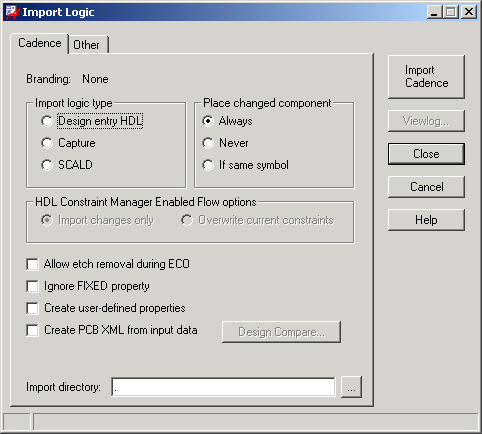 Import Logic
Cadence Other
Branding: None
Import logic type
Design entry HDL
Capture
SCALD
Place changed component
Always
Never
If same symbol
HDL Constraint Manager Enabled Flow options
Import changes only Overwrite current constraints
Allow etch removal during ECO
Ignore FIXED property
Create user-defined properties
Create PCB XML from input data Design Compare...
Import directory: . ...
Import
Cadence
Viewlog...
Close
Cancel
Help